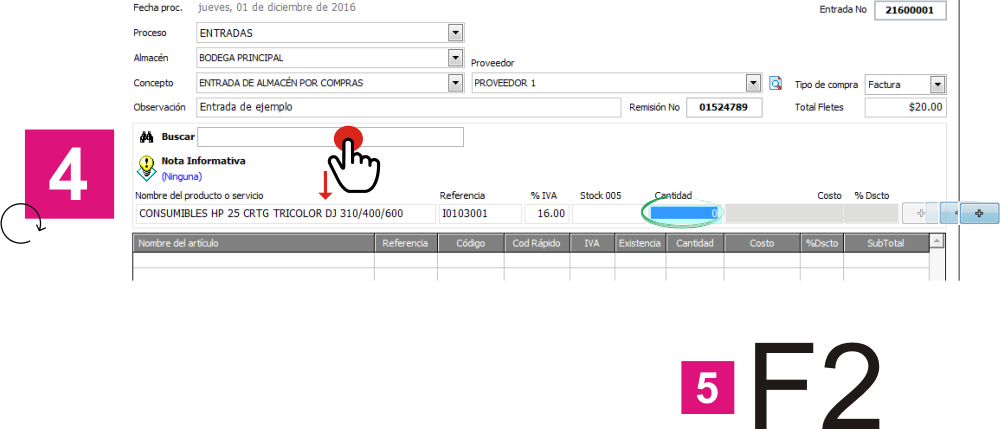 Fecha proc. jueves, 01 de diciembre de 2016 Entrada No 21600001
Proceso ENTRADAS
Almacén BODEGA PRINCIPAL Proveedor
Concepto ENTRADA DE ALMACÉN POR COMPRAS PROVEEDOR 1 Tipo de compra Factura
Observación Entrada de ejemplo Remisión No 01524789 Total Fletes $20.00
4
Buscar
Nota Informativa
(Ninguna)
Nombre del producto o servicio Referencia % IVA Stock 005 Cantidad Costo % Dscto
CONSUMIBLES HP 25 CRTG TRICOLOR DJ 310/400/600 I0103001 16.00 0
Nombre del artículo Referencia Código Cod Rápido IVA Existencia Cantidad Costo %Dscto SubTotal
5 F2